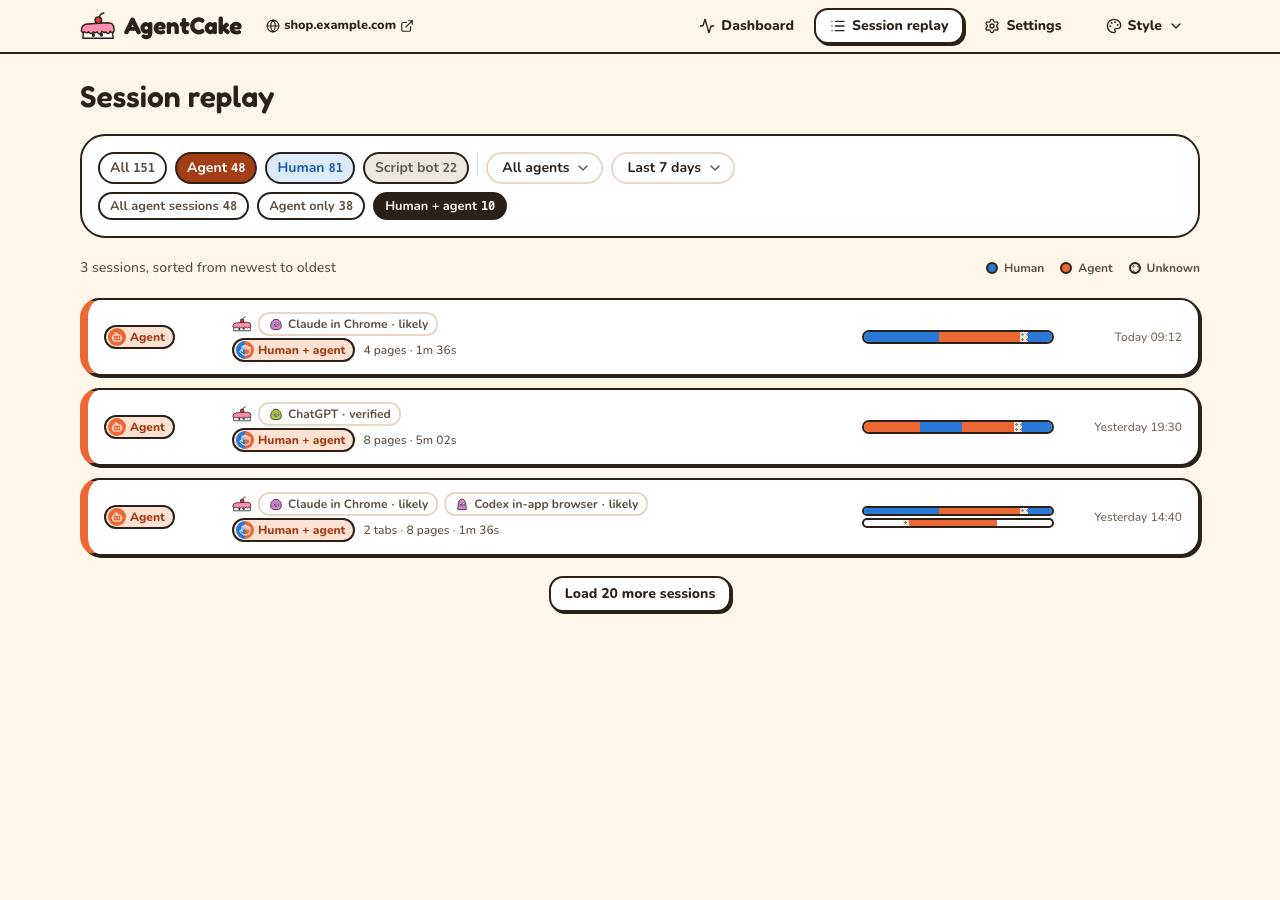 AgentCake shop.example.com Dashboard Session replay Settings Style
Session replay
All 151 Agent 48 Human 81 Script bot 22 All agents Last 7 days
All agent sessions 48 Agent only 38 Human + agent 10
3 sessions, sorted from newest to oldest Human Agent Unknown
Agent Claude in Chrome · likely Today 09:12
Human + agent 4 pages · 1m 36s
Agent ChatGPT · verified Yesterday 19:30
Human + agent 8 pages · 5m 02s
Agent Claude in Chrome · likely Codex in-app browser · likely Yesterday 14:40
Human + agent 2 tabs · 8 pages · 1m 36s
Load 20 more sessions